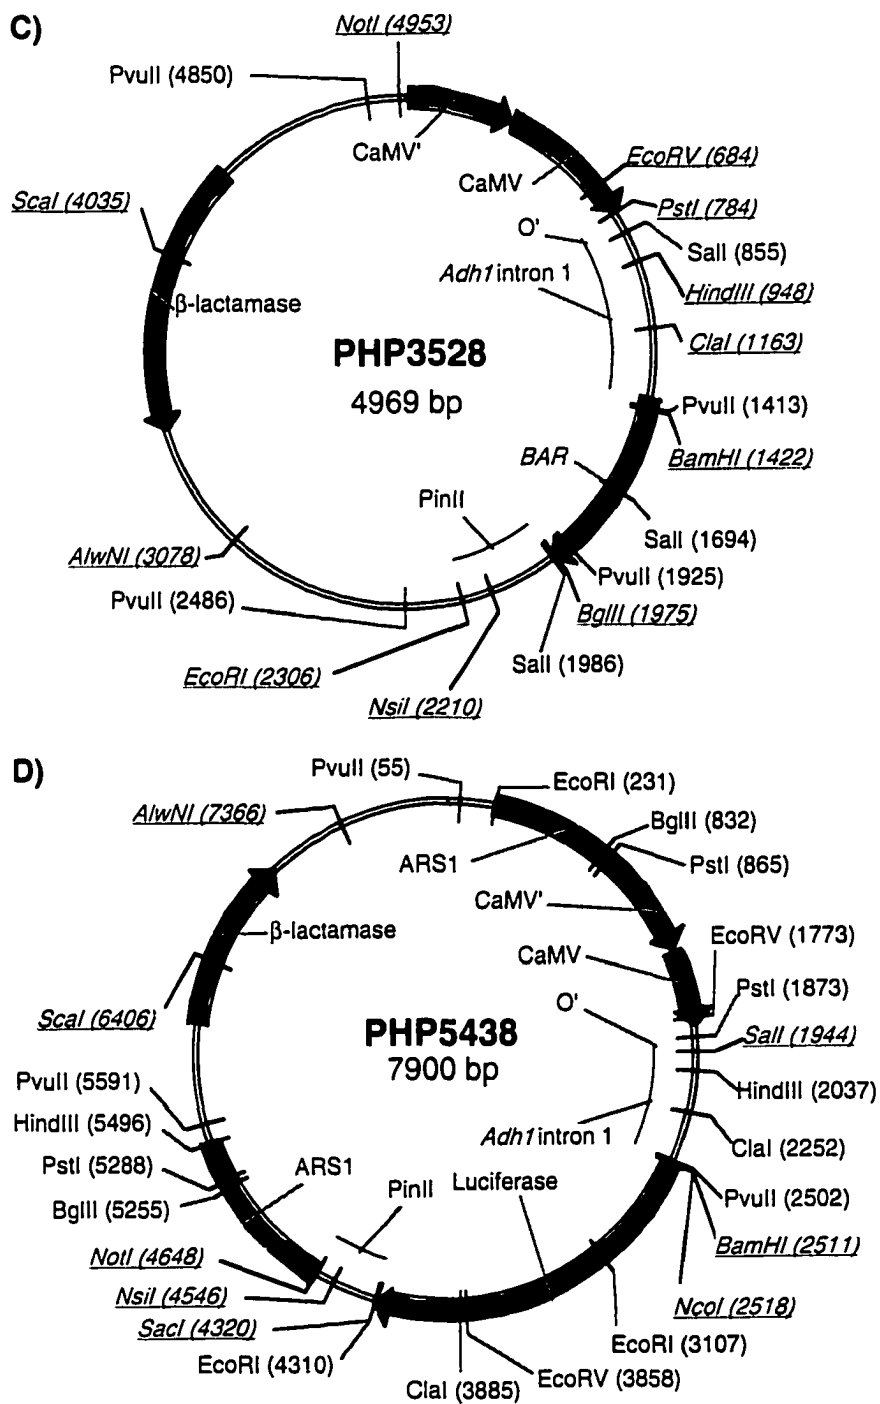 C)
NotI (4953)
PvuII (4850)
CaMV'
CaMV
EcoRV (684)
ScaI (4035)
PstI (784)
O'
SalI (855)
Adh1 intron 1
HindIII (948)
β-lactamase
ClaI (1163)
PHP3528
4969 bp
PvuII (1413)
BAR
BamHI (1422)
PinII
SalI (1694)
AlwNI (3078)
PvuII (1925)
PvuII (2486)
BglII (1975)
SalI (1986)
EcoRI (2306)
NsiI (2210)
D)
PvuII (55)
EcoRI (231)
AlwNI (7366)
BglII (832)
ARS1
PstI (865)
CaMV'
β-lactamase
EcoRV (1773)
CaMV
PstI (1873)
O'
ScaI (6406)
SalI (1944)
PHP5438
7900 bp
PvuII (5591)
HindIII (2037)
HindIII (5496)
Adh1 intron 1
ClaI (2252)
PstI (5288)
ARS1
PinII
Luciferase
PvuII (2502)
BglII (5255)
BamHI (2511)
NotI (4648)
NsiI (4546)
NcoI (2518)
SacI (4320)
EcoRI (3107)
EcoRI (4310)
EcoRV (3858)
ClaI (3885)